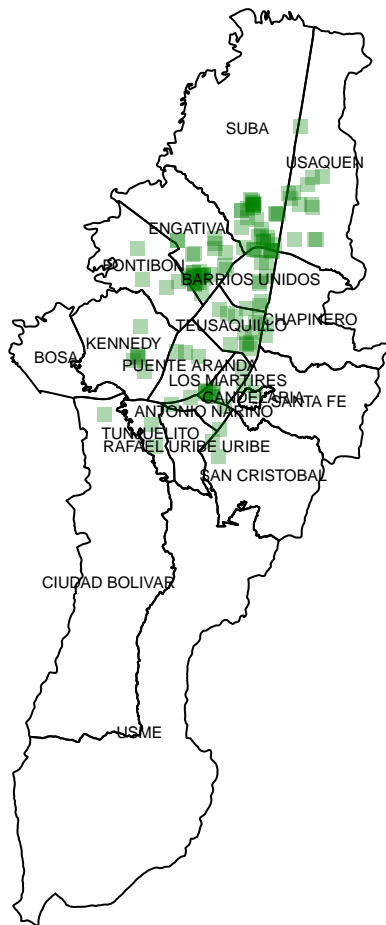 SUBA
USAQUEN
ENGATIVA
FONTIBON
BARRIOS UNIDOS
CHAPINERO
TEUSAQUILLO
KENNEDY
BOSA
PUENTE ARANDA
LOS MARTIRES
CANDELARIA
SANTA FE
ANTONIO NARIÑO
TUNJUELITO
RAFAEL URIBE URIBE
SAN CRISTOBAL
CIUDAD BOLIVAR
USME